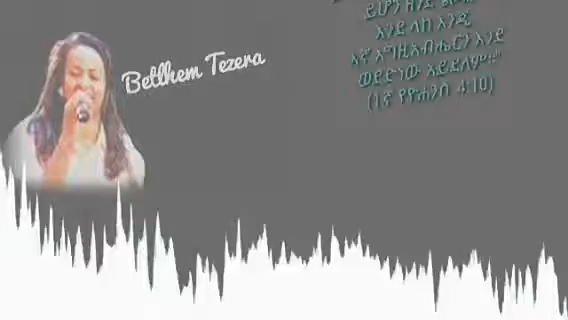 ይሆን ዘንድ
እንደ ላከ እንጂ
እኛ እግዚአብሔርን እንደ
ወደድነው አይደለም።
(1ኛ የዮሐንስ 4:10)
Betlhem Tezera